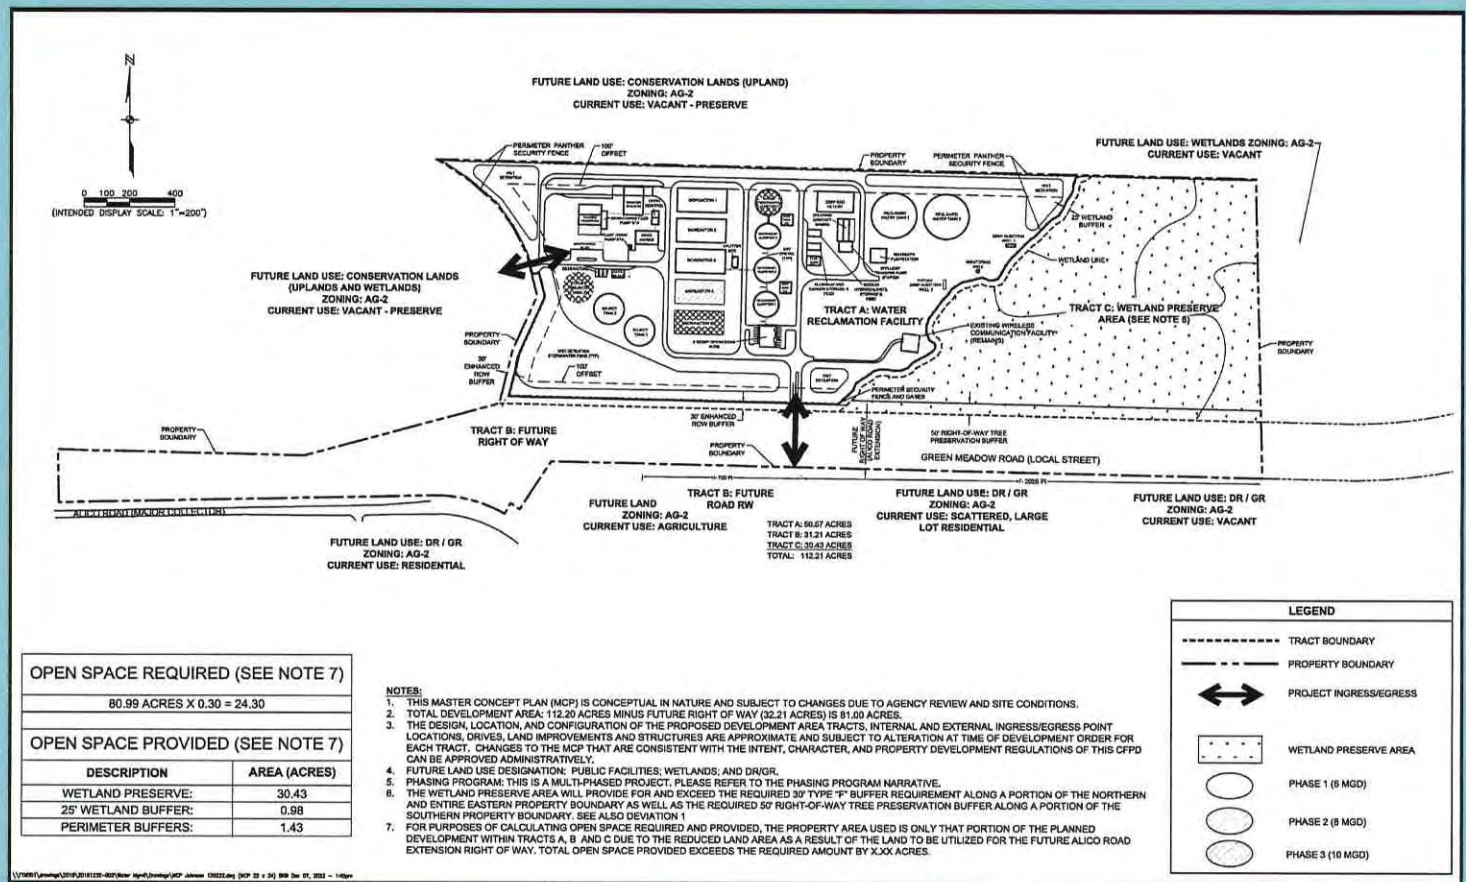 FUTURE LAND USE: CONSERVATION LANDS (UPLAND)
ZONING: AG-2
CURRENT USE: VACANT - PRESERVE
N
0 100 200 400
(INTENDED DISPLAY SCALE: 1"=200')
PERIMETER PANTHER
SECURITY FENCE
100'
OFFSET
PROPERTY
BOUNDARY
PERIMETER PANTHER
SECURITY FENCE
FUTURE LAND USE: WETLANDS ZONING: AG-2
CURRENT USE: VACANT
WET
DETENTION
WET
DETENTION
25' WETLAND
BUFFER
WETLAND LINE
FUTURE LAND USE: CONSERVATION LANDS
(UPLANDS AND WETLANDS)
ZONING: AG-2
CURRENT USE: VACANT - PRESERVE
TRACT A: WATER
RECLAMATION FACILITY
TRACT C: WETLAND PRESERVE
AREA (SEE NOTE 6)
EXISTING WIRELESS
COMMUNICATION FACILITY
(REMAINS)
PROPERTY
BOUNDARY
PROPERTY
BOUNDARY
30'
ENHANCED
ROW
BUFFER
100'
OFFSET
WET
DETENTION
PERIMETER SECURITY
FENCE AND GATES
30' ENHANCED
ROW BUFFER
TRACT B: FUTURE
RIGHT OF WAY
PROPERTY
BOUNDARY
PROPERTY
BOUNDARY
FUTURE
RIGHT OF WAY
(ALICO ROAD
EXTENSION)
50' RIGHT-OF-WAY TREE
PRESERVATION BUFFER
GREEN MEADOW ROAD (LOCAL STREET)
ALICO ROAD (MAJOR COLLECTOR)
FUTURE LAND USE: DR / GR
ZONING: AG-2
CURRENT USE: RESIDENTIAL
FUTURE LAND
ZONING: AG-2
CURRENT USE: AGRICULTURE
TRACT B: FUTURE
ROAD RW
TRACT A: 50.57 ACRES
TRACT B: 31.21 ACRES
TRACT C: 30.43 ACRES
TOTAL: 112.21 ACRES
FUTURE LAND USE: DR / GR
ZONING: AG-2
CURRENT USE: SCATTERED, LARGE
LOT RESIDENTIAL
FUTURE LAND USE: DR / GR
ZONING: AG-2
CURRENT USE: VACANT
OPEN SPACE REQUIRED (SEE NOTE 7)
80.99 ACRES X 0.30 = 24.30
OPEN SPACE PROVIDED (SEE NOTE 7)
DESCRIPTION AREA (ACRES)
WETLAND PRESERVE: 30.43
25' WETLAND BUFFER: 0.98
PERIMETER BUFFERS: 1.43
NOTES:
1. THIS MASTER CONCEPT PLAN (MCP) IS CONCEPTUAL IN NATURE AND SUBJECT TO CHANGES DUE TO AGENCY REVIEW AND SITE CONDITIONS.
2. TOTAL DEVELOPMENT AREA: 112.20 ACRES MINUS FUTURE RIGHT OF WAY (32.21 ACRES) IS 81.00 ACRES.
3. THE DESIGN, LOCATION, AND CONFIGURATION OF THE PROPOSED DEVELOPMENT AREA TRACTS, INTERNAL AND EXTERNAL INGRESS/EGRESS POINT
LOCATIONS, DRIVES, LAND IMPROVEMENTS AND STRUCTURES ARE APPROXIMATE AND SUBJECT TO ALTERATION AT TIME OF DEVELOPMENT ORDER FOR
EACH TRACT. CHANGES TO THE MCP THAT ARE CONSISTENT WITH THE INTENT, CHARACTER, AND PROPERTY DEVELOPMENT REGULATIONS OF THIS CFPD
CAN BE APPROVED ADMINISTRATIVELY.
4. FUTURE LAND USE DESIGNATION: PUBLIC FACILITIES; WETLANDS; AND DR/GR.
5. PHASING PROGRAM: THIS IS A MULTI-PHASED PROJECT. PLEASE REFER TO THE PHASING PROGRAM NARRATIVE.
6. THE WETLAND PRESERVE AREA WILL PROVIDE FOR AND EXCEED THE REQUIRED 30' TYPE "F" BUFFER REQUIREMENT ALONG A PORTION OF THE NORTHERN
AND ENTIRE EASTERN PROPERTY BOUNDARY AS WELL AS THE REQUIRED 50' RIGHT-OF-WAY TREE PRESERVATION BUFFER ALONG A PORTION OF THE
SOUTHERN PROPERTY BOUNDARY. SEE ALSO DEVIATION 1
7. FOR PURPOSES OF CALCULATING OPEN SPACE REQUIRED AND PROVIDED, THE PROPERTY AREA USED IS ONLY THAT PORTION OF THE PLANNED
DEVELOPMENT WITHIN TRACTS A, B AND C DUE TO THE REDUCED LAND AREA AS A RESULT OF THE LAND TO BE UTILIZED FOR THE FUTURE ALICO ROAD
EXTENSION RIGHT OF WAY. TOTAL OPEN SPACE PROVIDED EXCEEDS THE REQUIRED AMOUNT BY X.XX ACRES.
LEGEND
TRACT BOUNDARY
PROPERTY BOUNDARY
PROJECT INGRESS/EGRESS
WETLAND PRESERVE AREA
PHASE 1 (6 MGD)
PHASE 2 (8 MGD)
PHASE 3 (10 MGD)